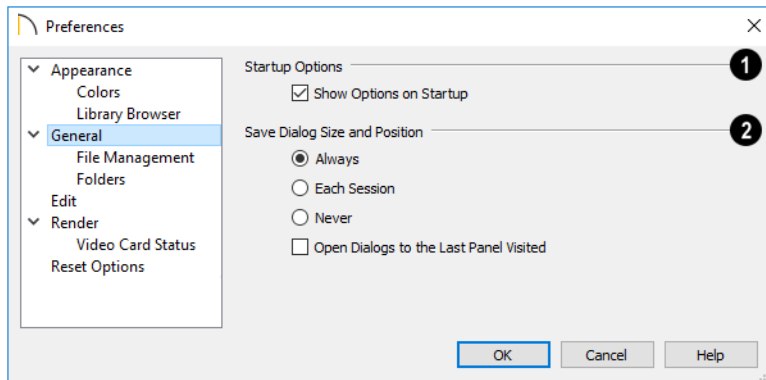 Preferences
Appearance
Colors
Library Browser
General
File Management
Folders
Edit
Render
Video Card Status
Reset Options
Startup Options
1
Show Options on Startup
Save Dialog Size and Position
2
Always
Each Session
Never
Open Dialogs to the Last Panel Visited
OK
Cancel
Help